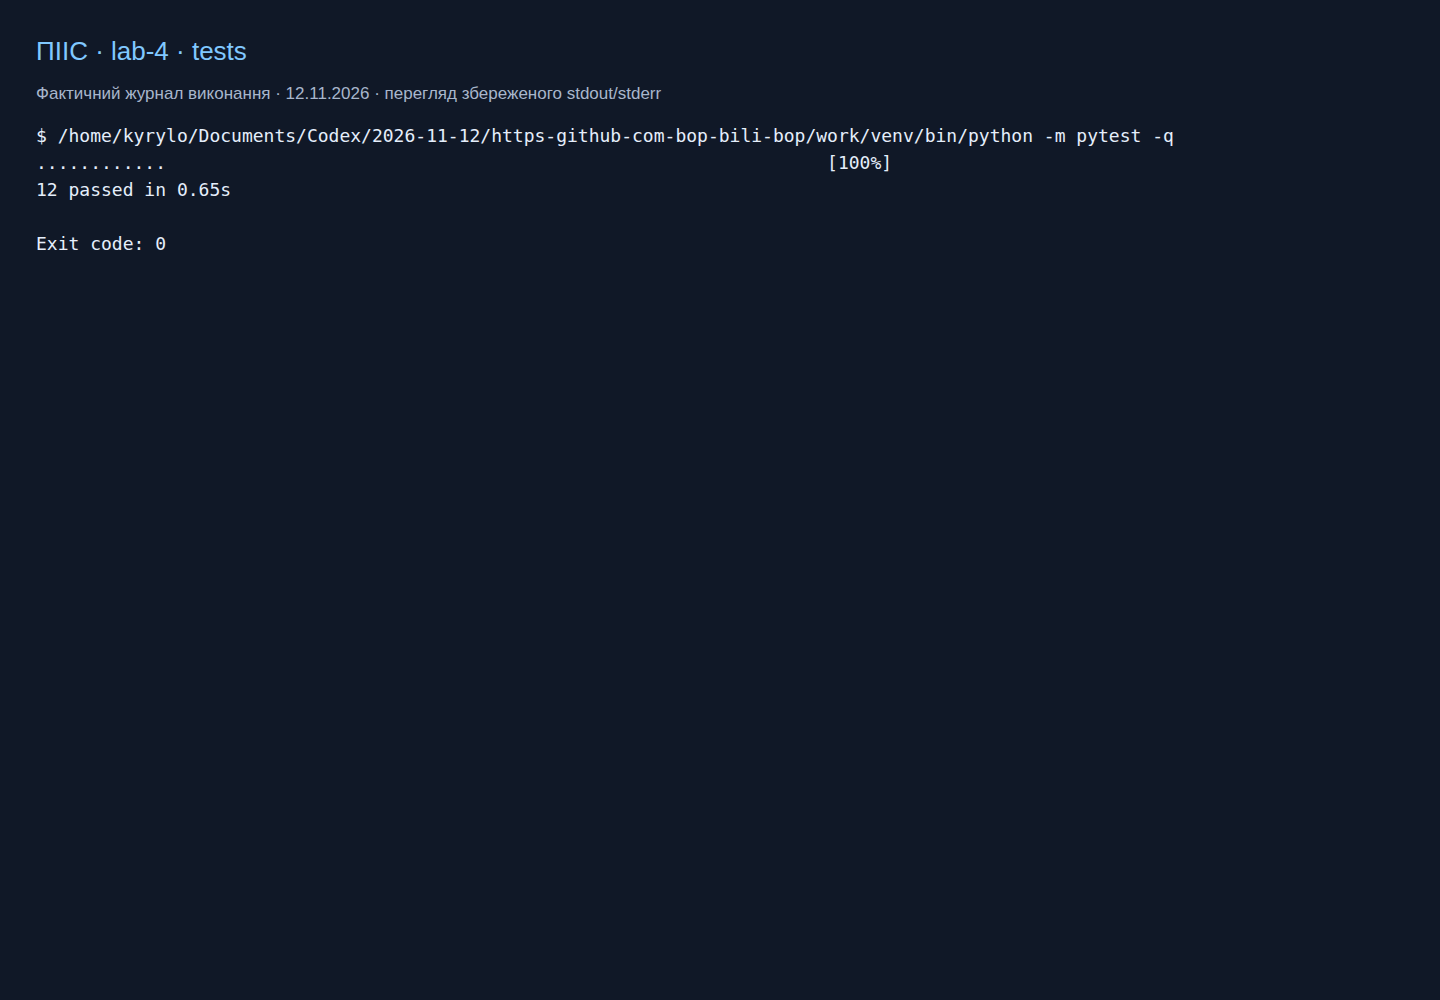 ПІІС · lab-4 · tests
Фактичний журнал виконання · 12.11.2026 · перегляд збереженого stdout/stderr
$ /home/kyrylo/Documents/Codex/2026-11-12/https-github-com-bop-bili-bop/work/venv/bin/python -m pytest -q
............ [100%]
12 passed in 0.65s
Exit code: 0